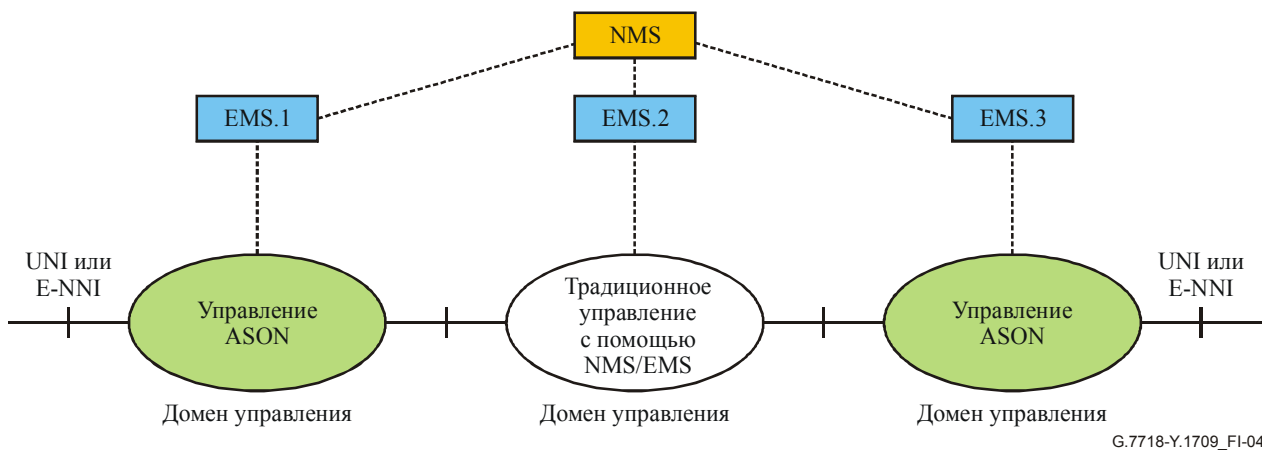 NMS
EMS.1
EMS.2
EMS.3
UNI или
E-NNI
Управление
ASON
Традиционное
управление
с помощью
NMS/EMS
Управление
ASON
UNI или
E-NNI
Домен управления
Домен управления
Домен управления
G.7718-Y.1709_FI-04